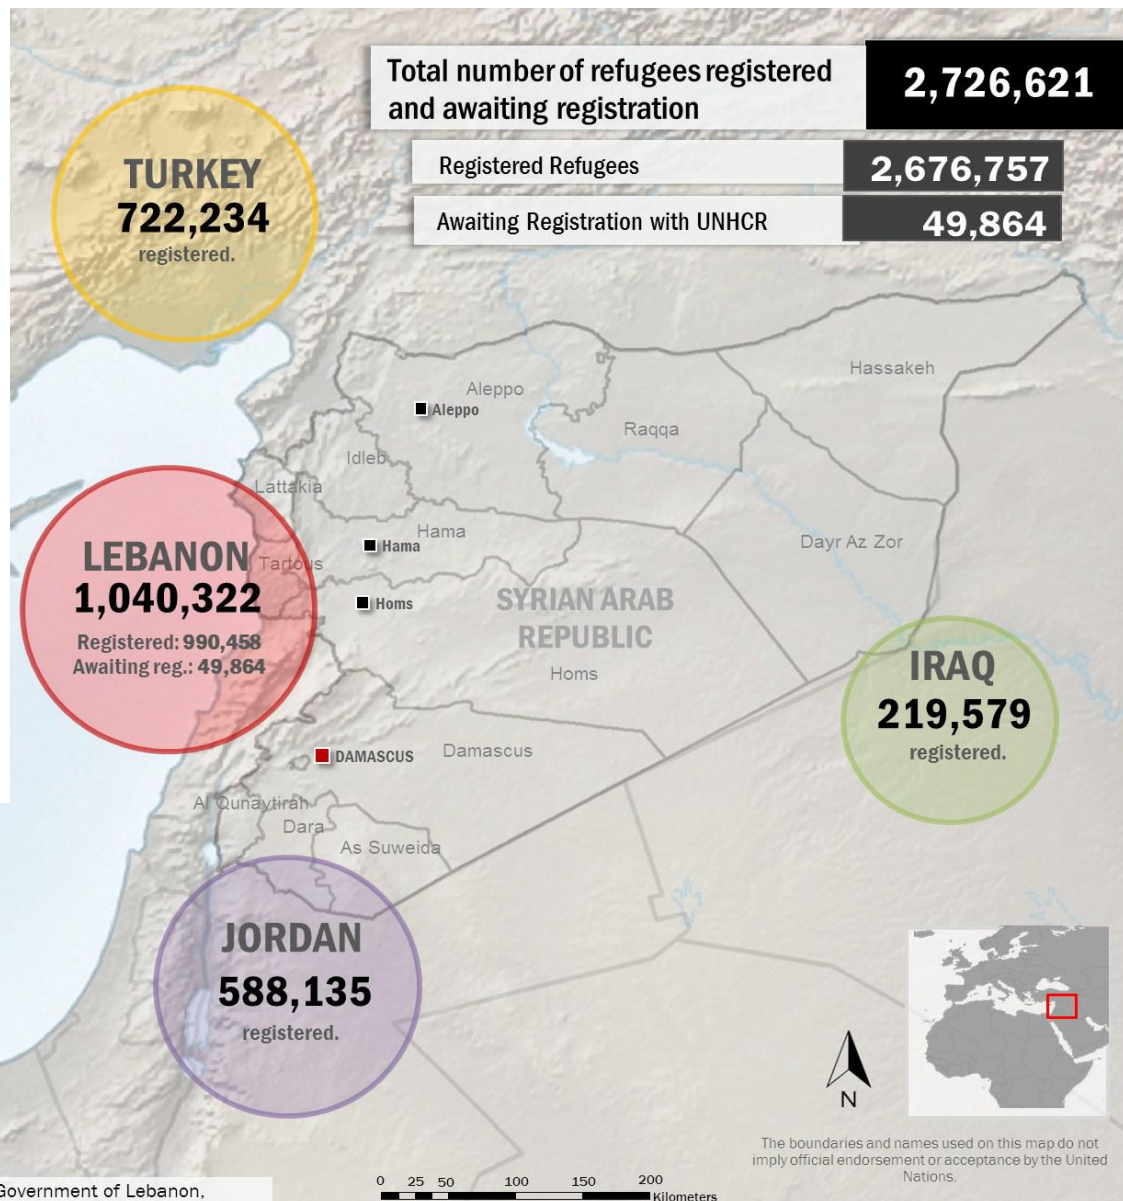 Total number of refugees registered
and awaiting registration
2,726,621
Registered Refugees
2,676,757
Awaiting Registration with UNHCR
49,864
TURKEY
722,234
registered.
Hassakeh
Aleppo
Aleppo
Raqqa
Idleb
Lattakia
Hama
Hama
Dayr Az Zor
LEBANON
1,040,322
Registered: 990,458
Awaiting reg.: 49,864
Tartous
Homs
SYRIAN ARAB
REPUBLIC
Homs
IRAQ
219,579
registered.
DAMASCUS
Damascus
Al Qunaytirah
Dara
As Suweida
JORDAN
588,135
registered.
N
The boundaries and names used on this map do not
imply official endorsement or acceptance by the United
Nations.
Government of Lebanon,
0 25 50 100 150 200
Kilometers